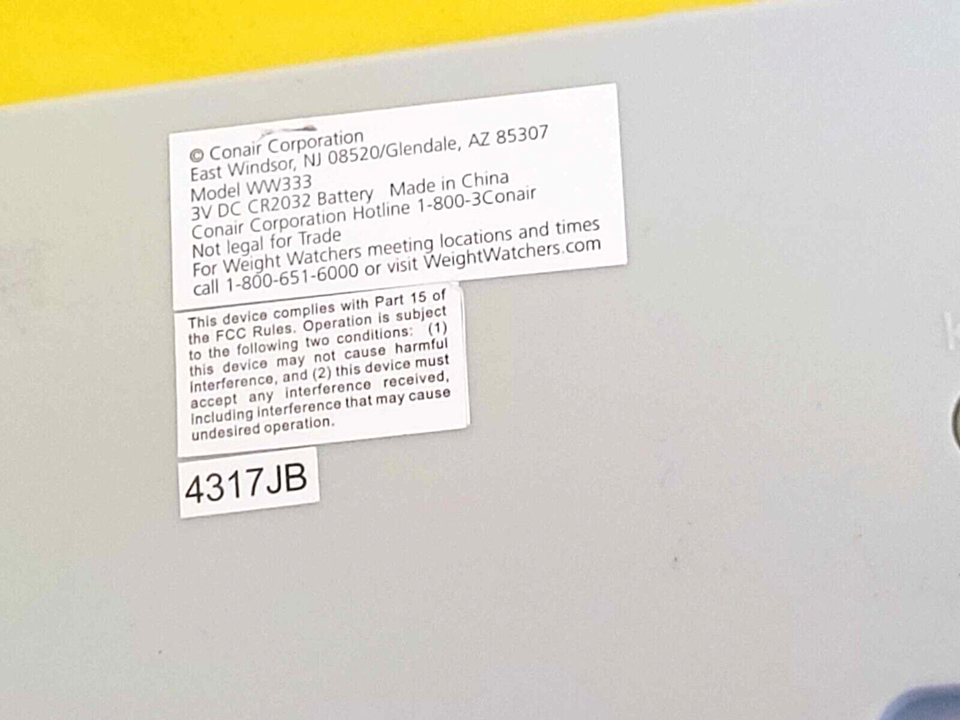 © Conair Corporation
East Windsor, NJ 08520/Glendale, AZ 85307
Model WW333
3V DC CR2032 Battery Made in China
Conair Corporation Hotline 1-800-3Conair
Not legal for Trade
For Weight Watchers meeting locations and times
call 1-800-651-6000 or visit WeightWatchers.com
This device complies with Part 15 of
the FCC Rules. Operation is subject
to the following two conditions: (1)
this device may not cause harmful
interference, and (2) this device must
accept any interference received,
including interference that may cause
undesired operation.
4317JB